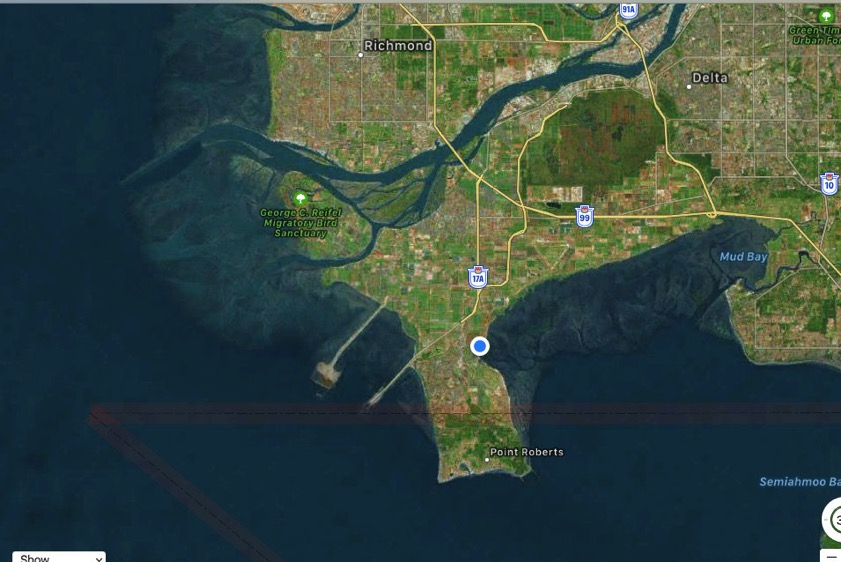 91A
Green Tim
Urban For
Richmond
Delta
10
George C. Reifel
Migratory Bird
Sanctuary
99
Mud Bay
17A
Point Roberts
Semiahmoo Ba
3
Show